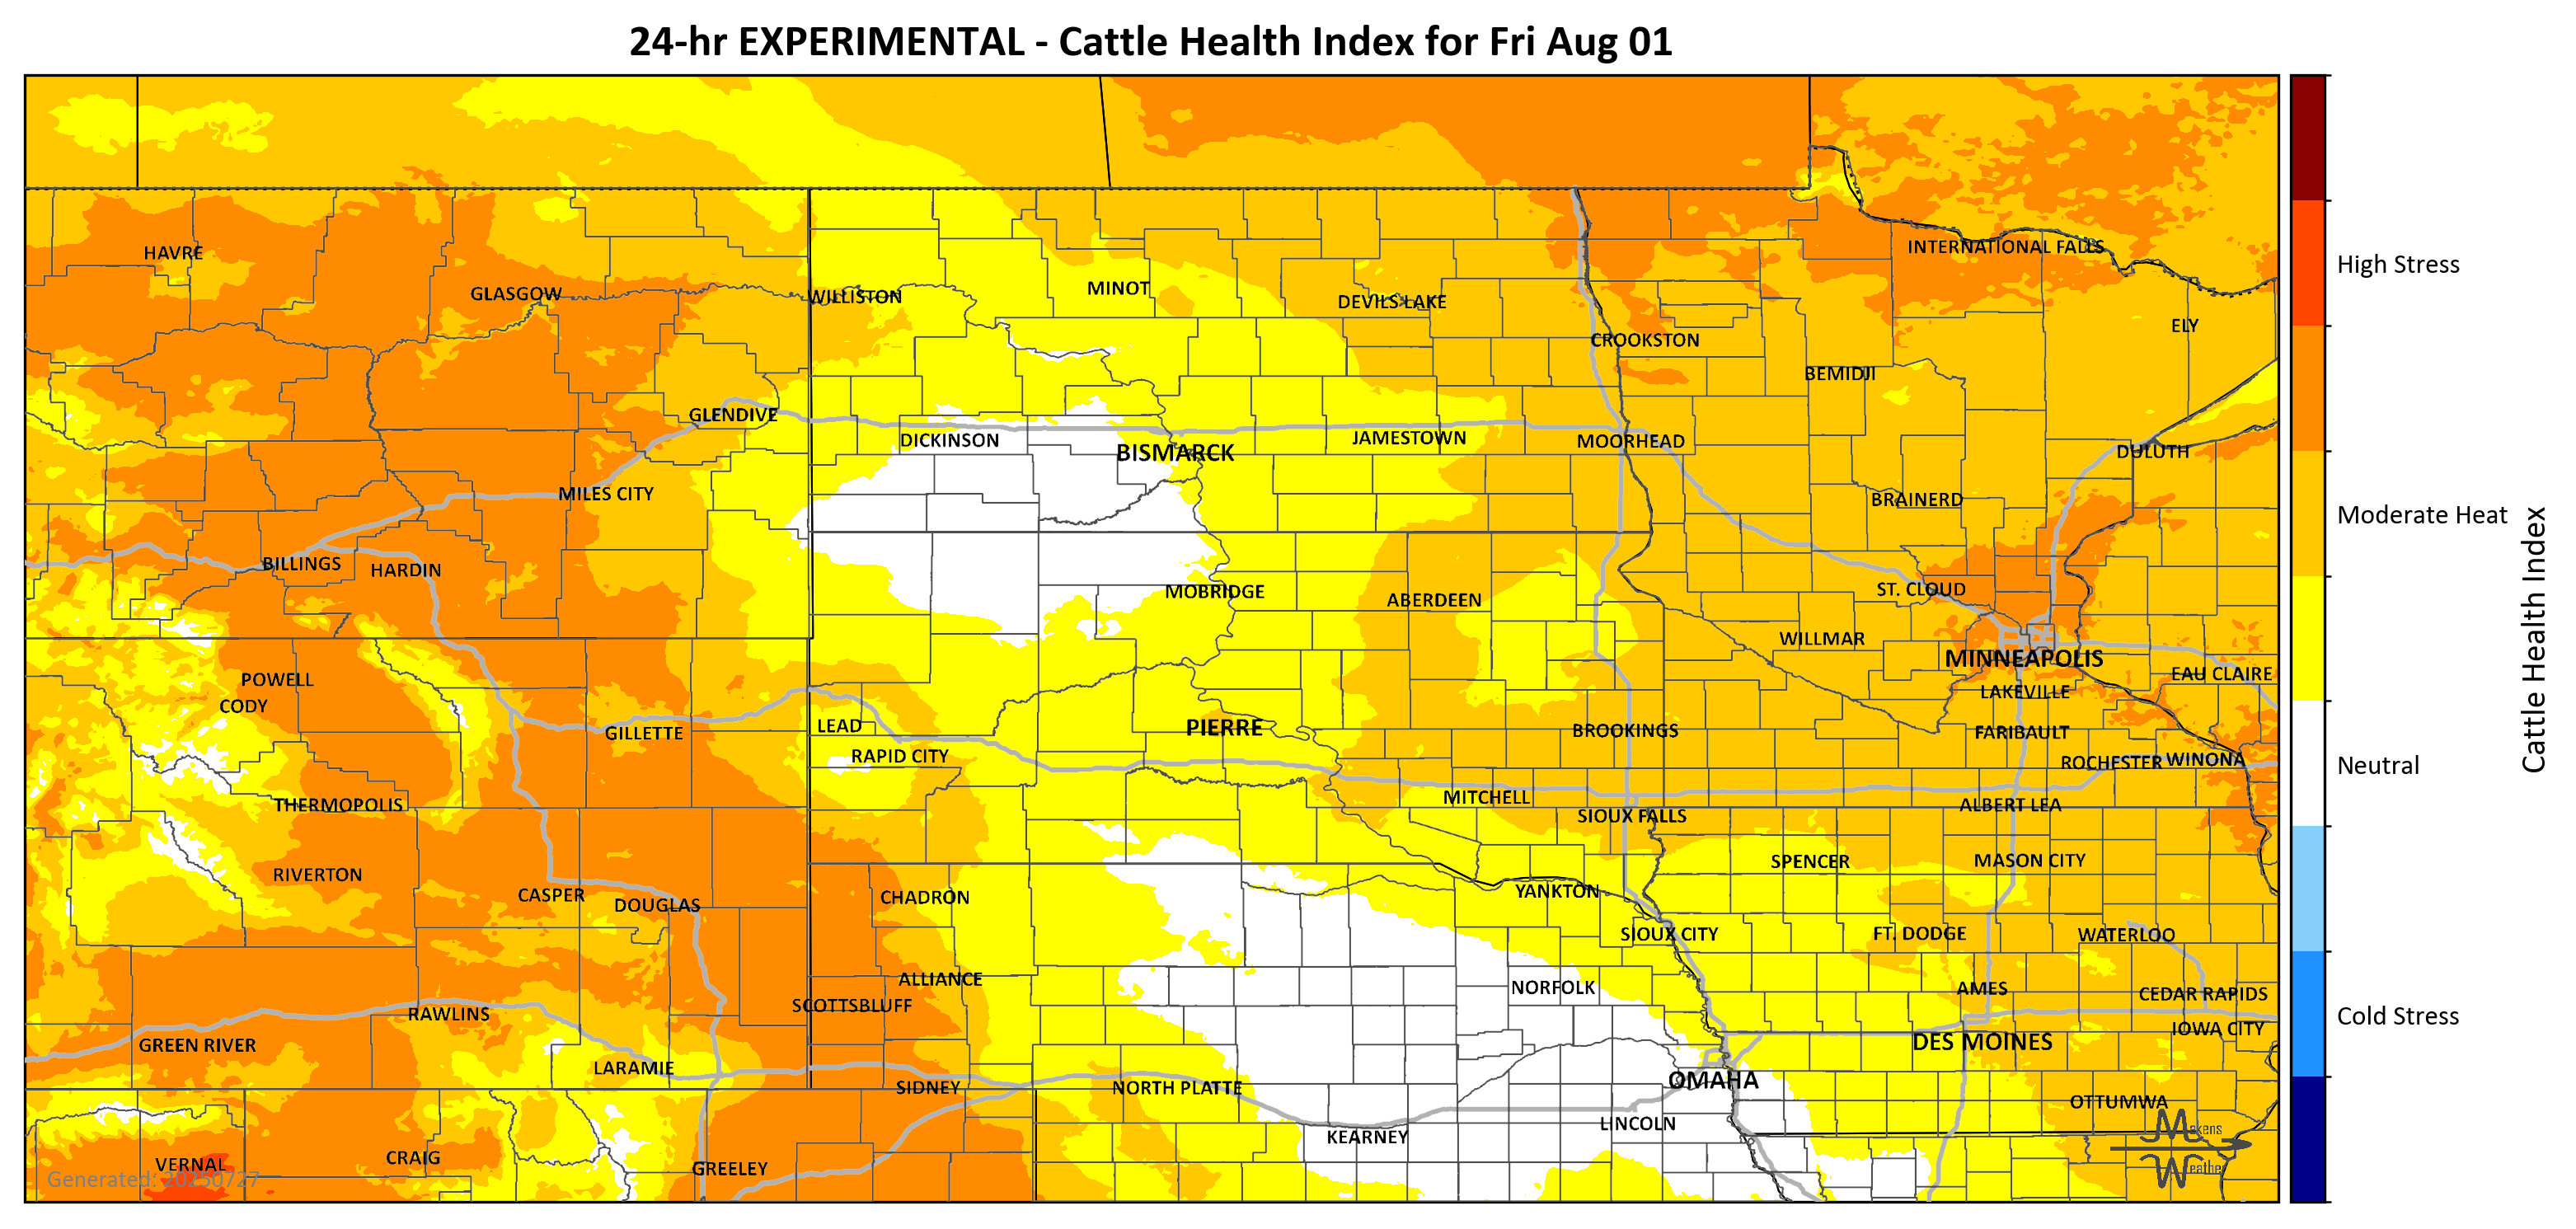 24-hr EXPERIMENTAL - Cattle Health Index for Fri Aug 01
HAVRE
INTERNATIONAL FALLS
GLASGOW
WILLISTON
MINOT
DEVILS LAKE
ELY
CROOKSTON
BEMIDJI
GLENDIVE
DICKINSON
BISMARCK
JAMESTOWN
MOORHEAD
DULUTH
MILES CITY
BRAINERD
BILLINGS
HARDIN
MOBRIDGE
ABERDEEN
ST. CLOUD
WILLMAR
MINNEAPOLIS
EAU CLAIRE
POWELL
CODY
LAKEVILLE
GILLETTE
LEAD
PIERRE
BROOKINGS
FARIBAULT
RAPID CITY
ROCHESTER
WINONA
THERMOPOLIS
MITCHELL
SIOUX FALLS
ALBERT LEA
RIVERTON
SPENCER
MASON CITY
CASPER
DOUGLAS
CHADRON
YANKTON
SIOUX CITY
FT. DODGE
WATERLOO
ALLIANCE
SCOTTSBLUFF
NORFOLK
AMES
CEDAR RAPIDS
RAWLINS
GREEN RIVER
IOWA CITY
DES MOINES
LARAMIE
SIDNEY
NORTH PLATTE
OMAHA
OTTUMWA
LINCOLN
KEARNEY
VERNAL
CRAIG
GREELEY
Generated: 20250727
Makens
Weather
High Stress
Moderate Heat
Neutral
Cold Stress
Cattle Health Index